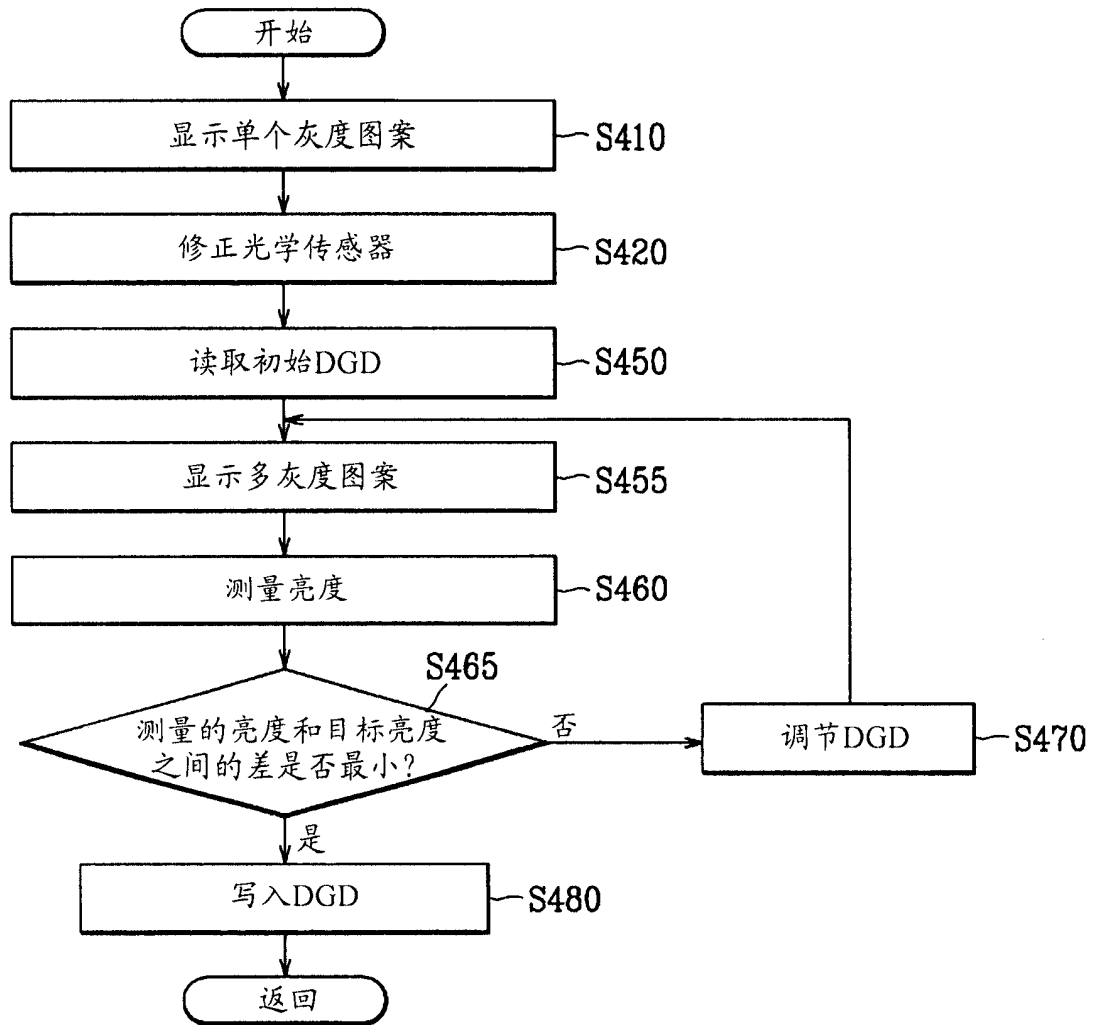 开始
显示单个灰度图案
S410
修正光学传感器
S420
读取初始DGD
S450
显示多灰度图案
S455
测量亮度
S460
S465
测量的亮度和目标亮度
之间的差是否最小?
否
调节DGD
S470
是
写入DGD
S480
返回